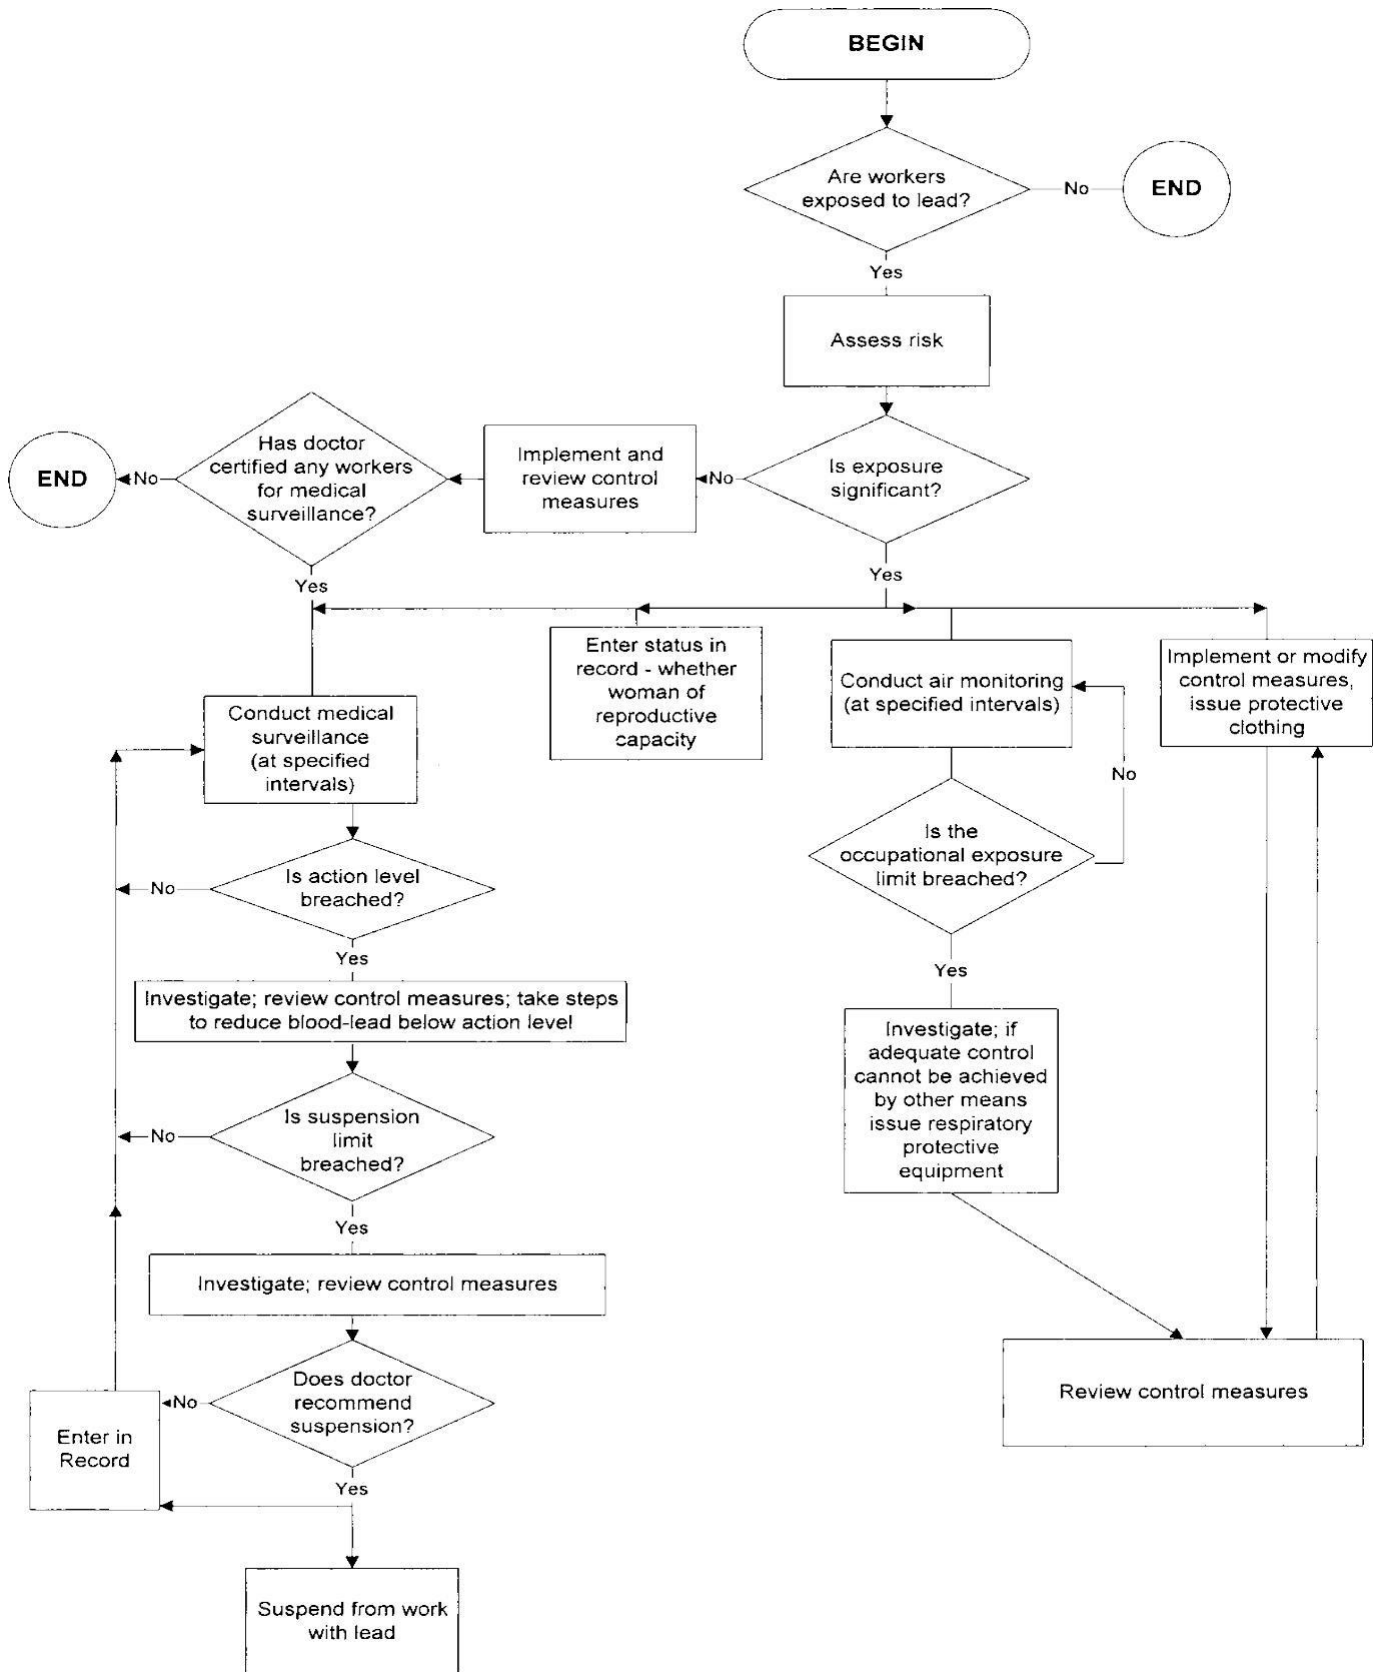 BEGIN
Are workers
exposed to lead?
No
END
Yes
Assess risk
Is exposure
significant?
No
Implement and
review control
measures
Has doctor
certified any workers
for medical
surveillance?
No
END
Yes
Yes
Conduct medical
surveillance
(at specified
intervals)
Enter status in
record - whether
woman of
reproductive
capacity
Conduct air monitoring
(at specified intervals)
Implement or modify
control measures,
issue protective
clothing
No
Is the
occupational exposure
limit breached?
Is action level
breached?
No
Yes
Yes
Investigate; review control measures; take steps
to reduce blood-lead below action level
Investigate; if
adequate control
cannot be achieved
by other means
issue respiratory
protective
equipment
Is suspension
limit
breached?
No
Yes
Investigate; review control measures
Does doctor
recommend
suspension?
No
Enter in
Record
Yes
Review control measures
Suspend from work
with lead